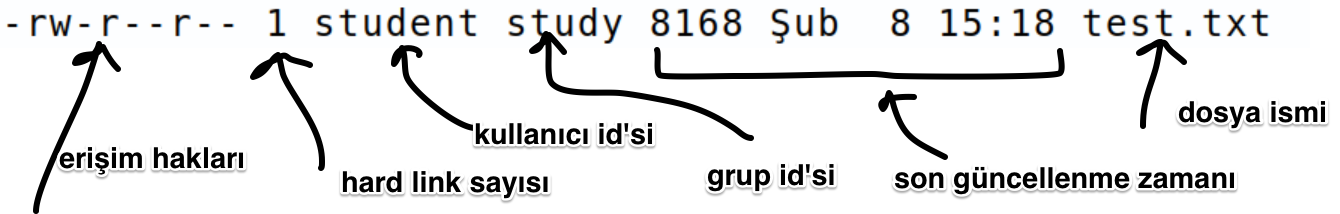 -rw-r--r-- 1 student study 8168 Şub  8 15:18 test.txt
dosya ismi
kullanıcı id'si
erişim hakları
hard link sayısı
grup id'si
son güncellenme zamanı